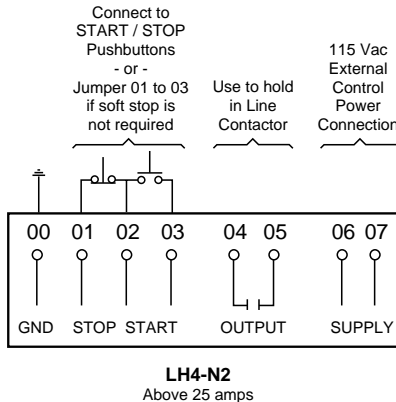 Connect to
START / STOP
Pushbuttons
- or -
Jumper 01 to 03
if soft stop is
not required
Use to hold
in Line
Contactor
115 Vac
External
Control
Power
Connection
00 01 02 03 04 05 06 07
GND STOP START OUTPUT SUPPLY
LH4-N2
Above 25 amps